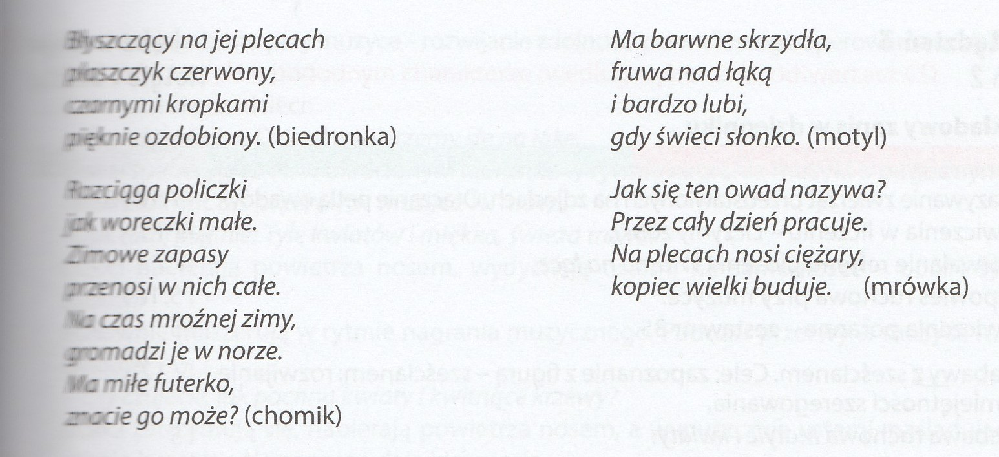 Błyszczący na jej plecach
płaszczyk czerwony,
czarnymi kropkami
pięknie ozdobiony. (biedronka)
Rozciąga policzki
jak woreczki małe.
Zimowe zapasy
przenosi w nich całe.
Na czas mroźnej zimy,
gromadzi je w norze.
Ma miłe futerko,
znacie go może? (chomik)
Ma barwne skrzydła,
fruwa nad łąką
i bardzo lubi,
gdy świeci słonko. (motyl)
Jak się ten owad nazywa?
Przez cały dzień pracuje.
Na plecach nosi ciężary,
kopiec wielki buduje. (mrówka)